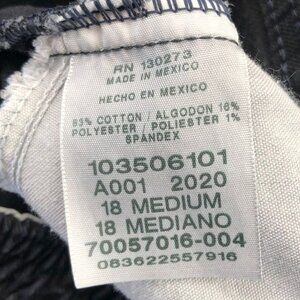 RN 130273
MADE IN MEXICO
HECHO EN MEXICO
83% COTTON / ALGODON 16%
POLYESTER / POLIESTER 1%
SPANDEX
103506101
A001 2020
18 MEDIUM
18 MEDIANO
70057016-004
083622557916